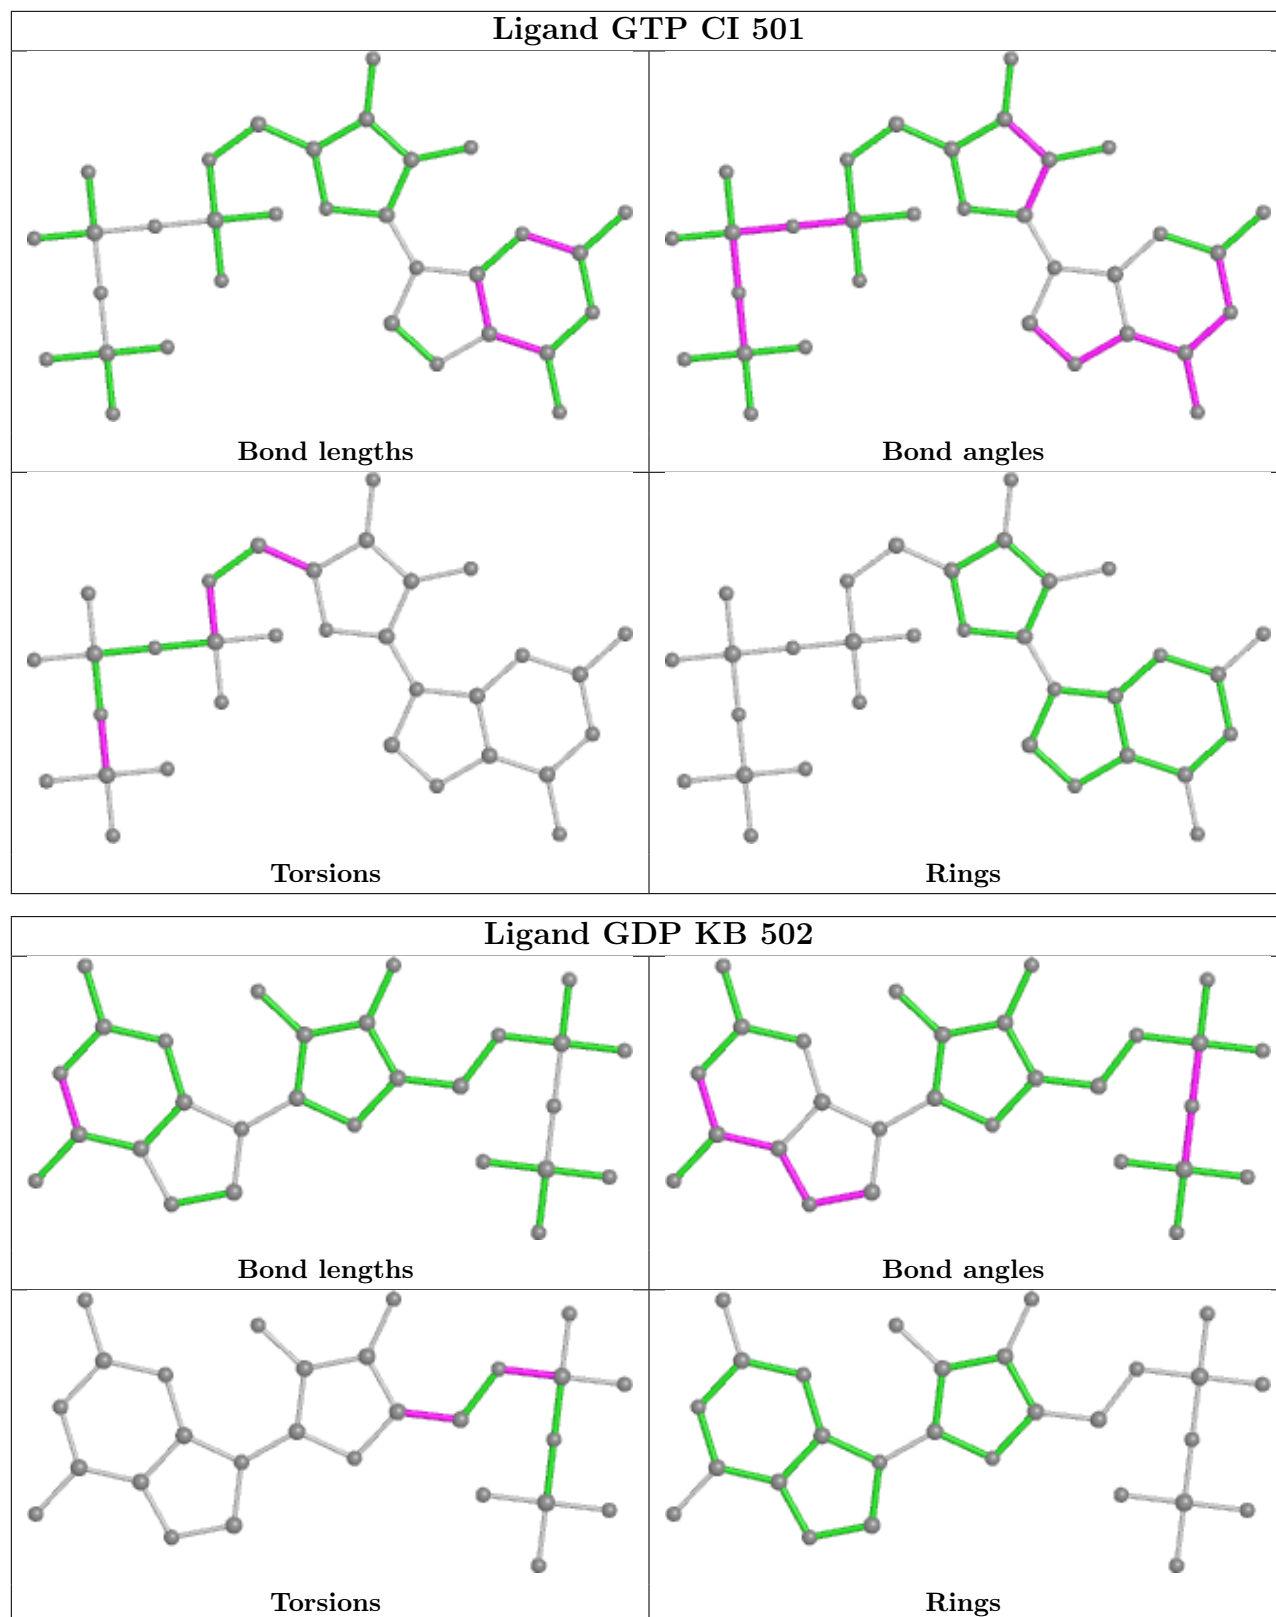 Ligand GTP CI 501
Bond lengths
Bond angles
Torsions
Rings
Ligand GDP KB 502
Bond lengths
Bond angles
Torsions
Rings